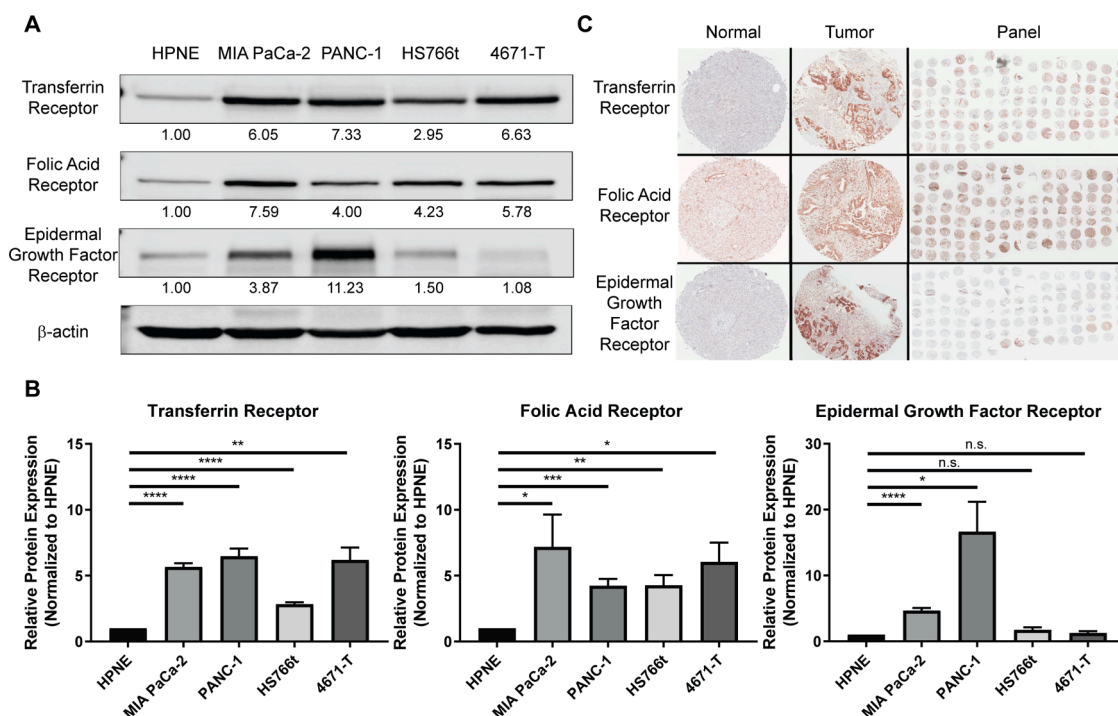 A
HPNE MIA PaCa-2 PANC-1 HS766t 4671-T
Transferrin
Receptor
1.00 6.05 7.33 2.95 6.63
Folic Acid
Receptor
1.00 7.59 4.00 4.23 5.78
Epidermal
Growth Factor
Receptor
1.00 3.87 11.23 1.50 1.08
β-actin
C
Normal Tumor Panel
Transferrin
Receptor
Folic Acid
Receptor
Epidermal
Growth
Factor
Receptor
B
Transferrin Receptor
Relative Protein Expression
(Normalized to HPNE)
15
10
5
0
**
****
****
****
HPNE
MIA PaCa-2
PANC-1
HS766t
4671-T
Folic Acid Receptor
Relative Protein Expression
(Normalized to HPNE)
15
10
5
0
*
**
***
*
HPNE
MIA PaCa-2
PANC-1
HS766t
4671-T
Epidermal Growth Factor Receptor
Relative Protein Expression
(Normalized to HPNE)
30
20
10
0
n.s.
n.s.
*
****
HPNE
MIA PaCa-2
PANC-1
HS766t
4671-T